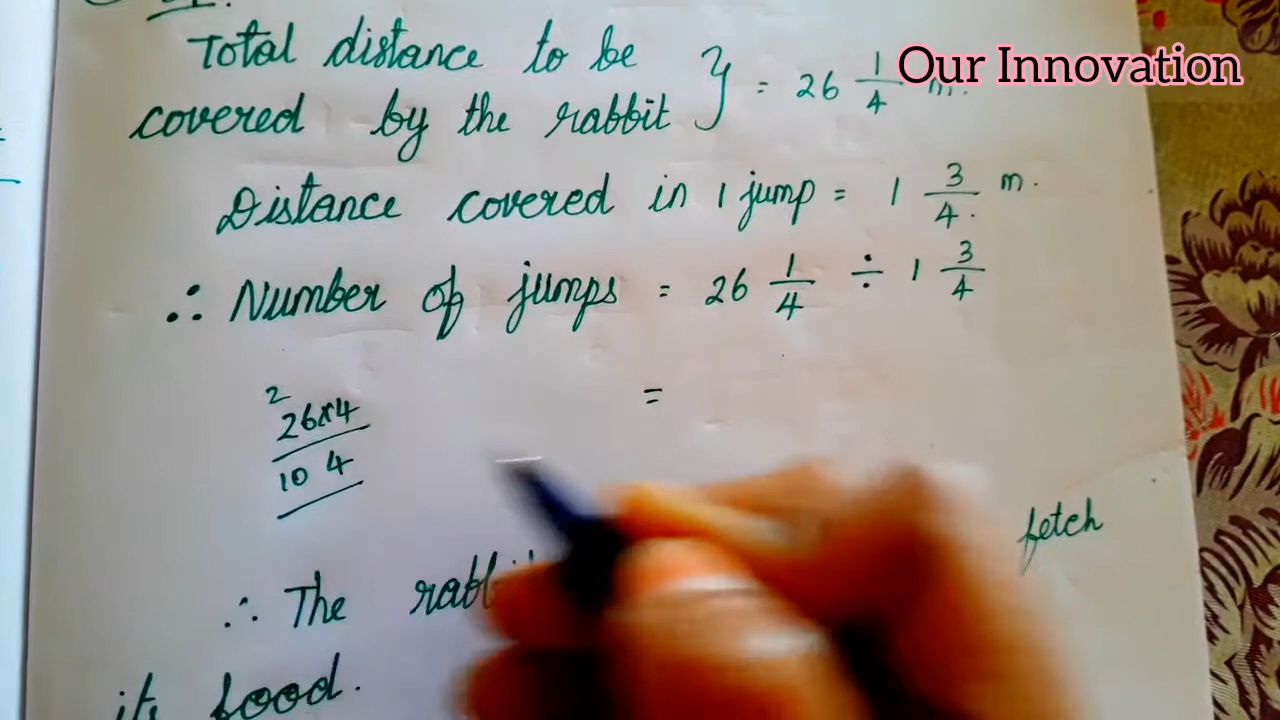 Our Innovation
Total distance to be
covered by the rabbit } = 26 1/4 m.
Distance covered in 1 jump = 1 3/4 m.
∴ Number of jumps = 26 1/4 ÷ 1 3/4
2
26×4
=
10 4
fetch
∴ The
its food.